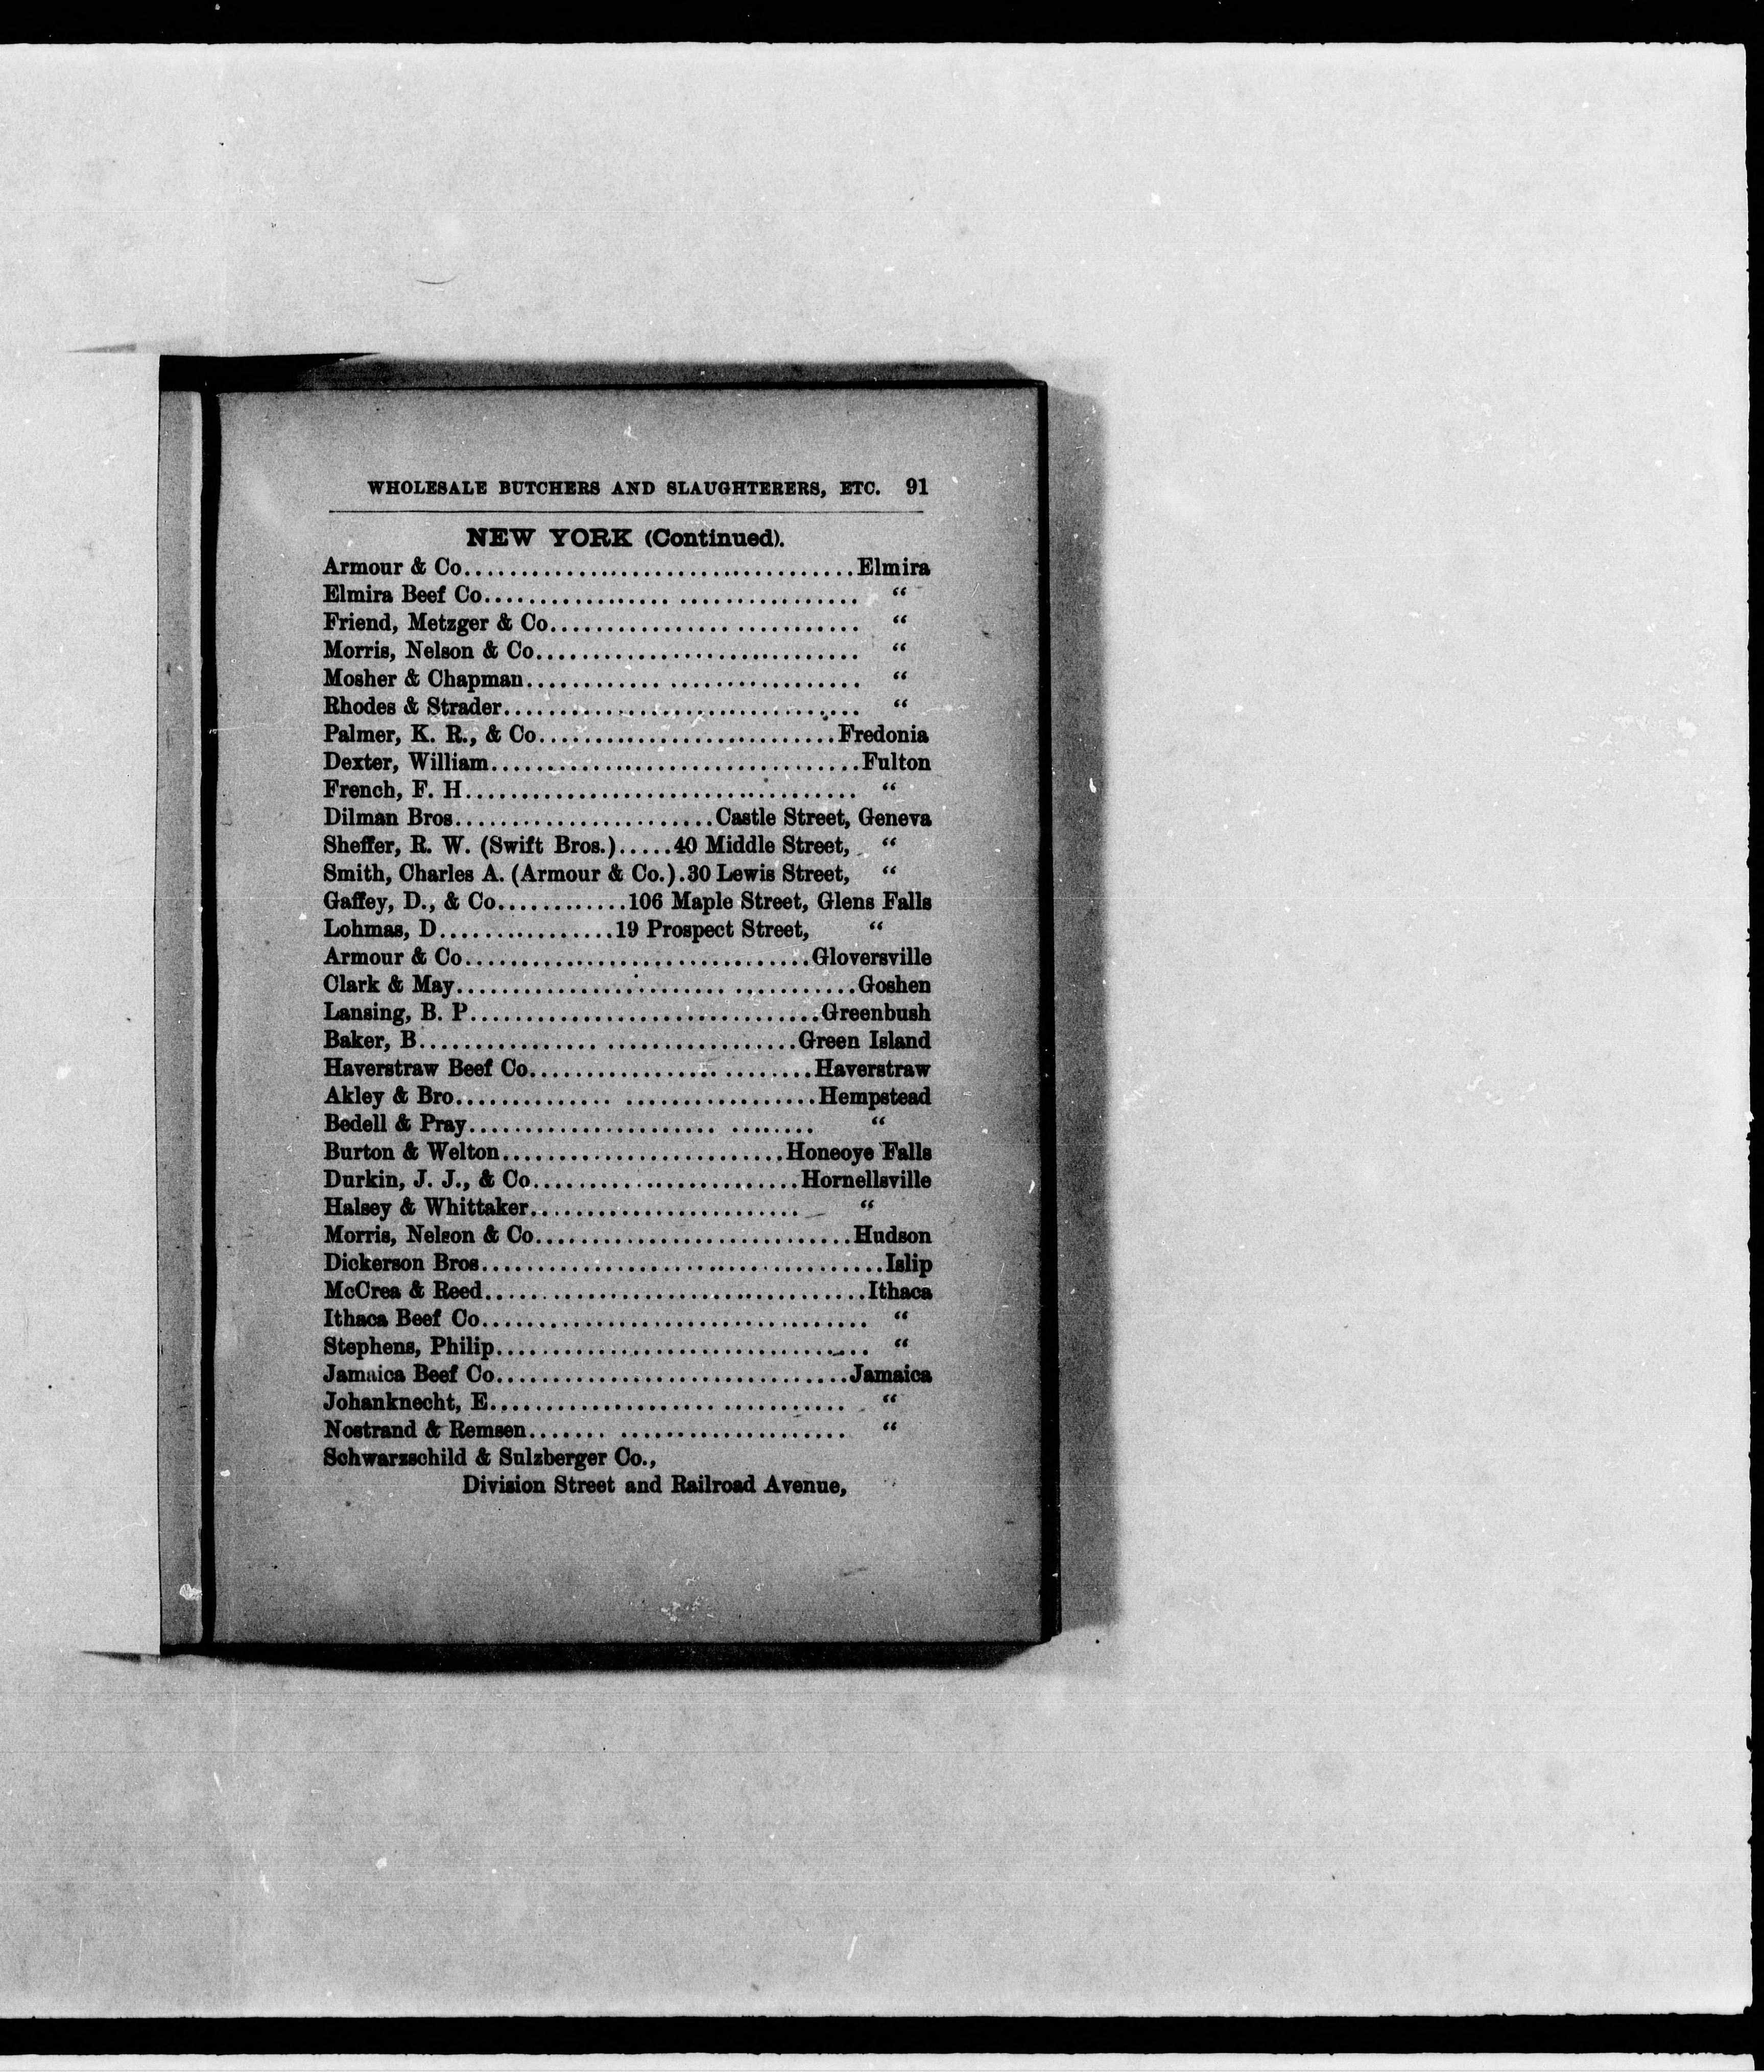 WHOLESALE BUTCHERS AND SLAUGHTERERS, ETC. 91
NEW YORK (Continued).
Armour & Co....................................Elmira
Elmira Beef Co................................. “
Friend, Metzger & Co........................... “
Morris, Nelson & Co............................ “
Mosher & Chapman............................. “
Rhodes & Strader............................... “
Palmer, K. R., & Co..........................Fredonia
Dexter, William................................Fulton
French, F. H.................................. “
Dilman Bros.......................Castle Street, Geneva
Sheffer, R. W. (Swift Bros.).....40 Middle Street, “
Smith, Charles A. (Armour & Co.).30 Lewis Street, “
Gaffey, D., & Co............106 Maple Street, Glens Falls
Lohmas, D................19 Prospect Street, “
Armour & Co..............................Gloversville
Clark & May...................................Goshen
Lansing, B. P...............................Greenbush
Baker, B.................................Green Island
Haverstraw Beef Co.........................Haverstraw
Akley & Bro...............................Hempstead
Bedell & Pray.............................. “
Burton & Welton.........................Honeoye Falls
Durkin, J. J., & Co.......................Hornellsville
Halsey & Whittaker........................ “
Morris, Nelson & Co............................Hudson
Dickerson Bros...................................Islip
McCrea & Reed.................................Ithaca
Ithaca Beef Co.................................. “
Stephens, Philip................................ “
Jamaica Beef Co...............................Jamaica
Johanknecht, E............................... “
Nostrand & Remsen........................... “
Schwarzschild & Sulzberger Co.,
Division Street and Railroad Avenue,